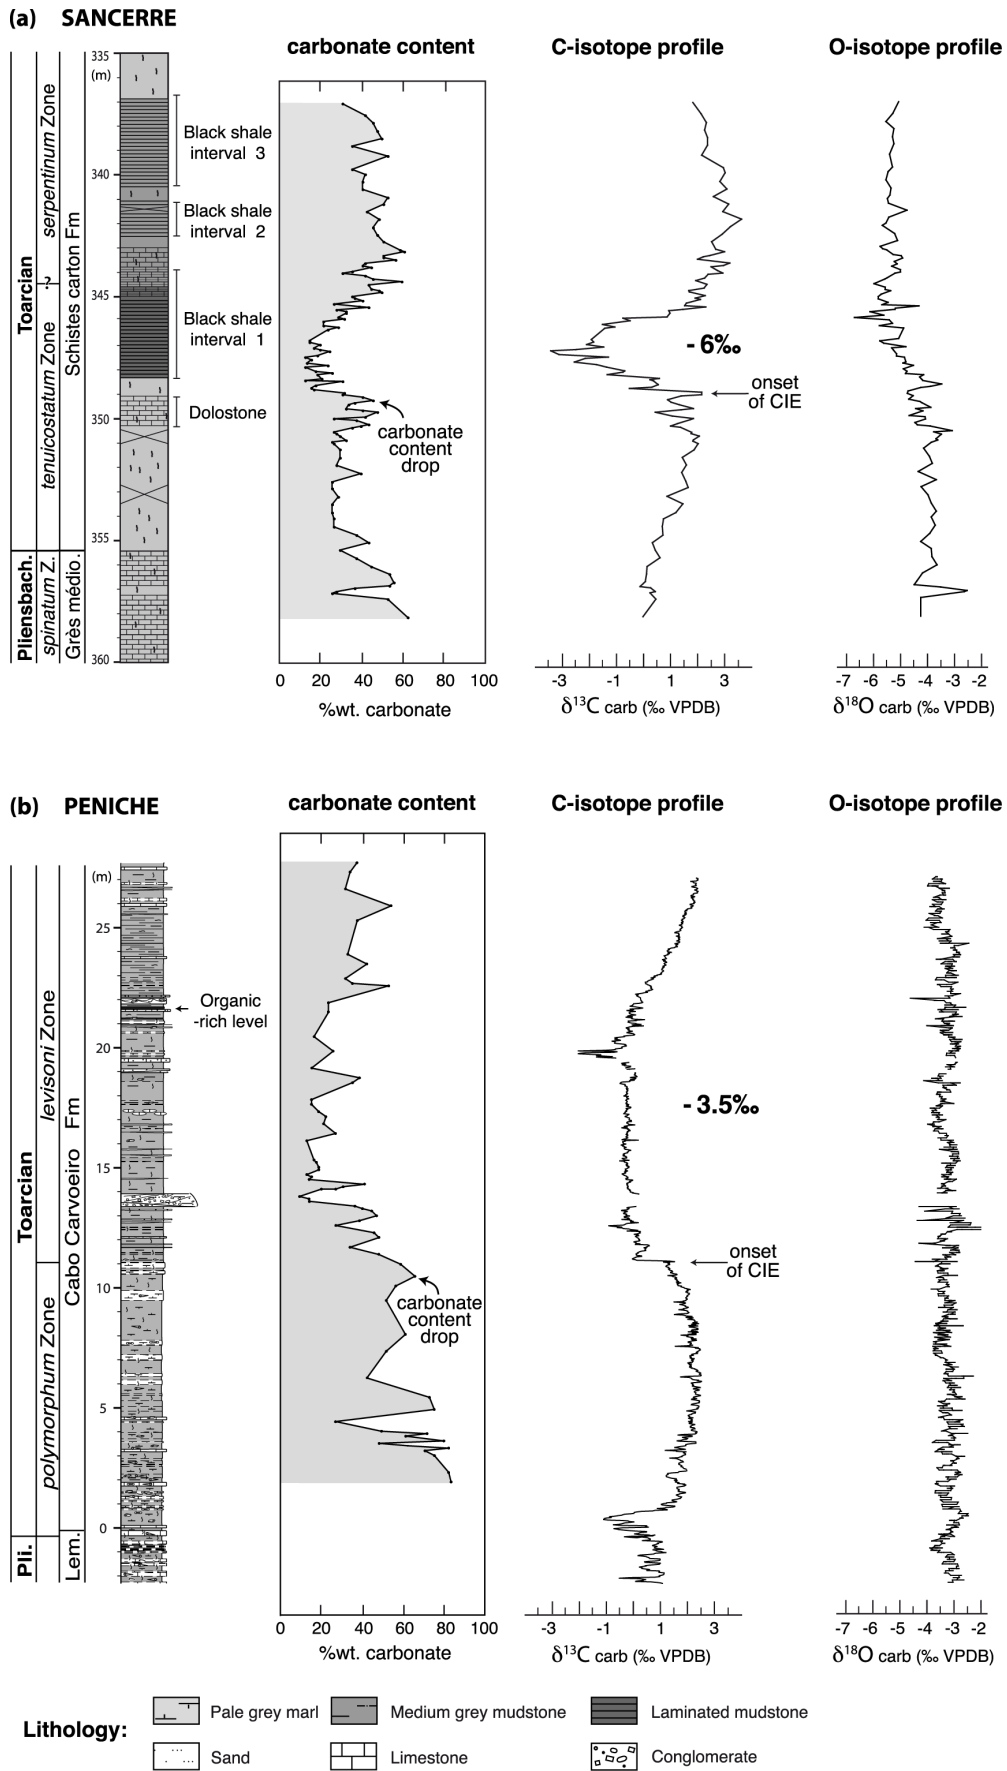 (a) SANCERRE
carbonate content
C-isotope profile
O-isotope profile
Pliensbach. Toarcian
spinatum Z. tenuicostatum Zone ? serpentinum Zone
Grès médio. Schistes carton Fm
335
(m)
340
345
350
355
360
Black shale
interval 3
Black shale
interval 2
Black shale
interval 1
Dolostone
carbonate
content
drop
- 6‰
onset
of CIE
0 20 40 60 80 100
%wt. carbonate
-3 -1 1 3
δ13C carb (‰ VPDB)
-7 -6 -5 -4 -3 -2
δ18O carb (‰ VPDB)
(b) PENICHE
carbonate content
C-isotope profile
O-isotope profile
Pli. Toarcian
polymorphum Zone levisoni Zone
Lem. Cabo Carvoeiro Fm
(m)
25
20
15
10
5
0
Organic
-rich level
carbonate
content
drop
- 3.5‰
onset
of CIE
0 20 40 60 80 100
%wt. carbonate
-3 -1 1 3
δ13C carb (‰ VPDB)
-7 -6 -5 -4 -3 -2
δ18O carb (‰ VPDB)
Lithology:
Pale grey marl
Medium grey mudstone
Laminated mudstone
Sand
Limestone
Conglomerate